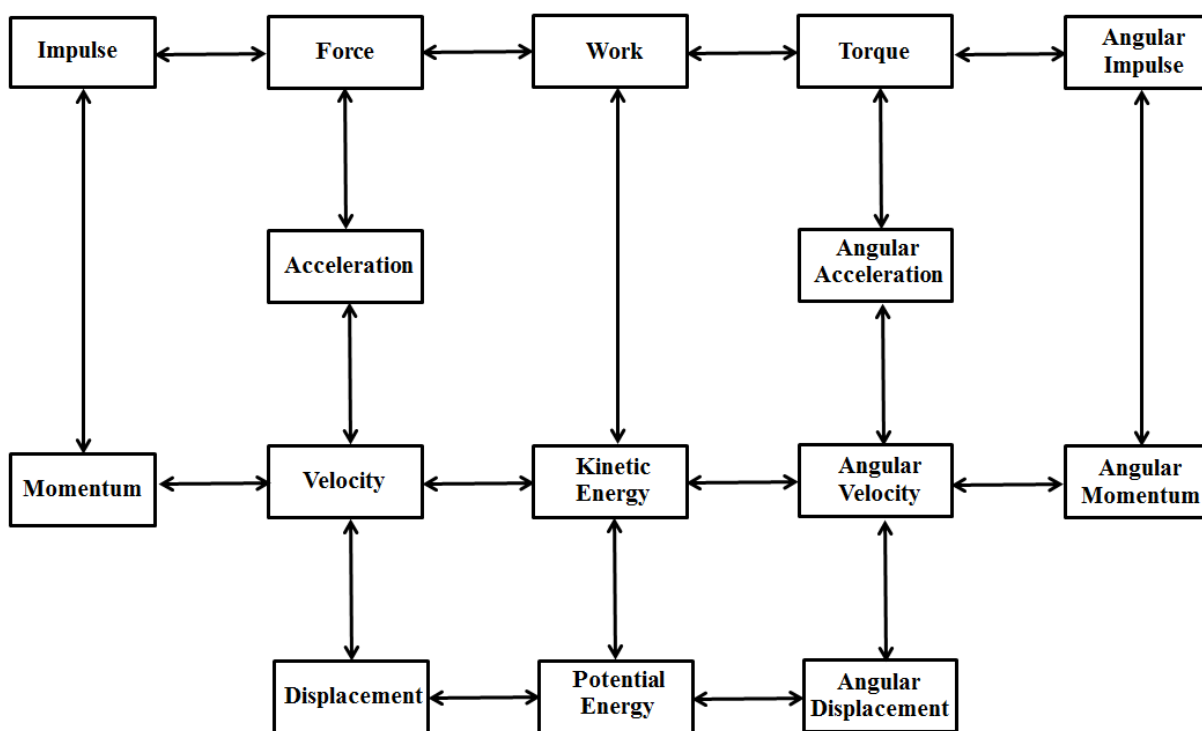 Impulse
Force
Work
Torque
Angular
Impulse
Acceleration
Angular
Acceleration
Momentum
Velocity
Kinetic
Energy
Angular
Velocity
Angular
Momentum
Displacement
Potential
Energy
Angular
Displacement